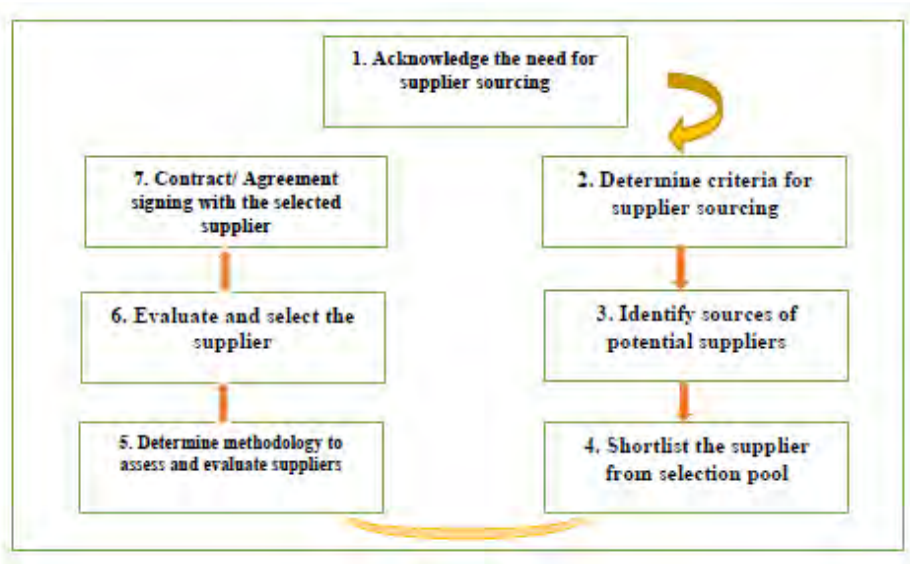 1. Acknowledge the need for
supplier sourcing
2. Determine criteria for
supplier sourcing
3. Identify sources of
potential suppliers
4. Shortlist the supplier
from selection pool
5. Determine methodology to
assess and evaluate suppliers
6. Evaluate and select the
supplier
7. Contract/ Agreement
signing with the selected
supplier